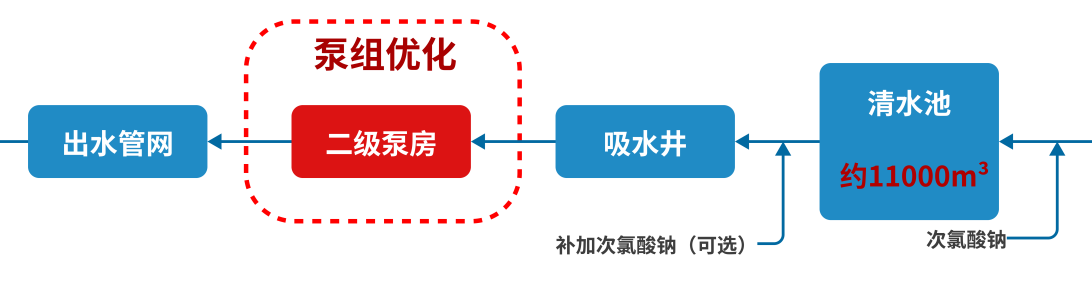 泵组优化
出水管网
二级泵房
吸水井
清水池
约11000m³
补加次氯酸钠（可选）
次氯酸钠